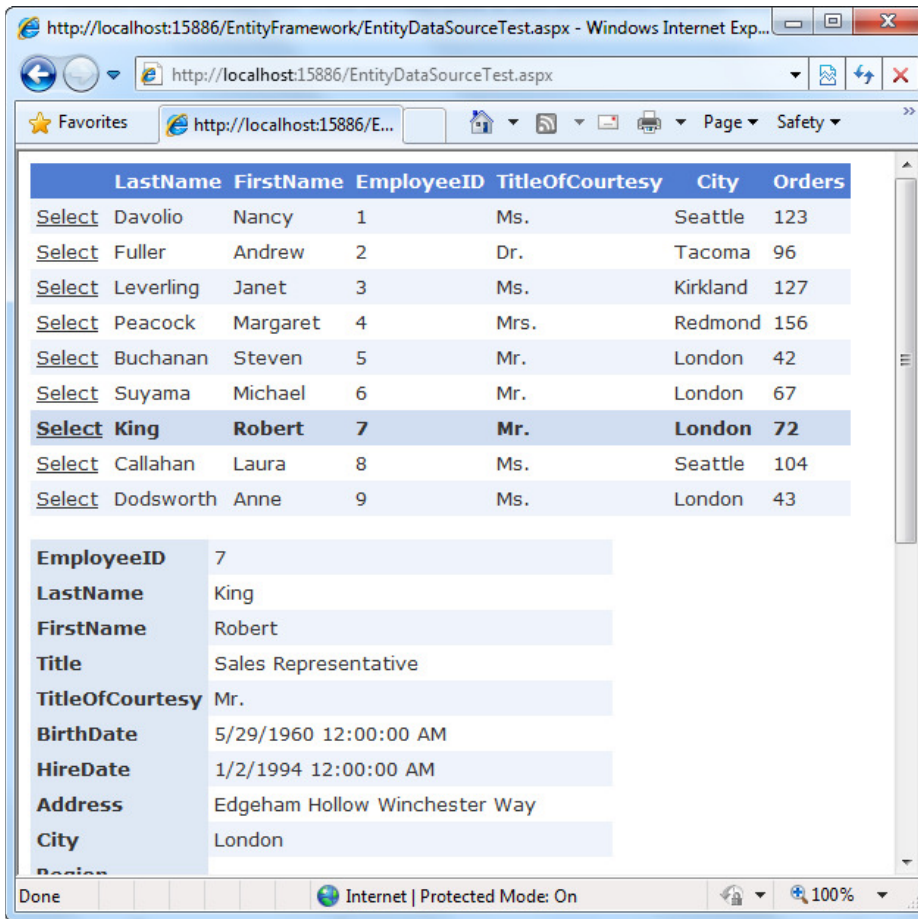 http://localhost:15886/EntityFramework/EntityDataSourceTest.aspx - Windows Internet Exp...
http://localhost:15886/EntityDataSourceTest.aspx
Favorites http://localhost:15886/E... Page Safety
LastName FirstName EmployeeID TitleOfCourtesy City Orders
Select Davolio Nancy 1 Ms. Seattle 123
Select Fuller Andrew 2 Dr. Tacoma 96
Select Leverling Janet 3 Ms. Kirkland 127
Select Peacock Margaret 4 Mrs. Redmond 156
Select Buchanan Steven 5 Mr. London 42
Select Suyama Michael 6 Mr. London 67
Select King Robert 7 Mr. London 72
Select Callahan Laura 8 Ms. Seattle 104
Select Dodsworth Anne 9 Ms. London 43
EmployeeID 7
LastName King
FirstName Robert
Title Sales Representative
TitleOfCourtesy Mr.
BirthDate 5/29/1960 12:00:00 AM
HireDate 1/2/1994 12:00:00 AM
Address Edgeham Hollow Winchester Way
City London
Region
Done Internet | Protected Mode: On 100%